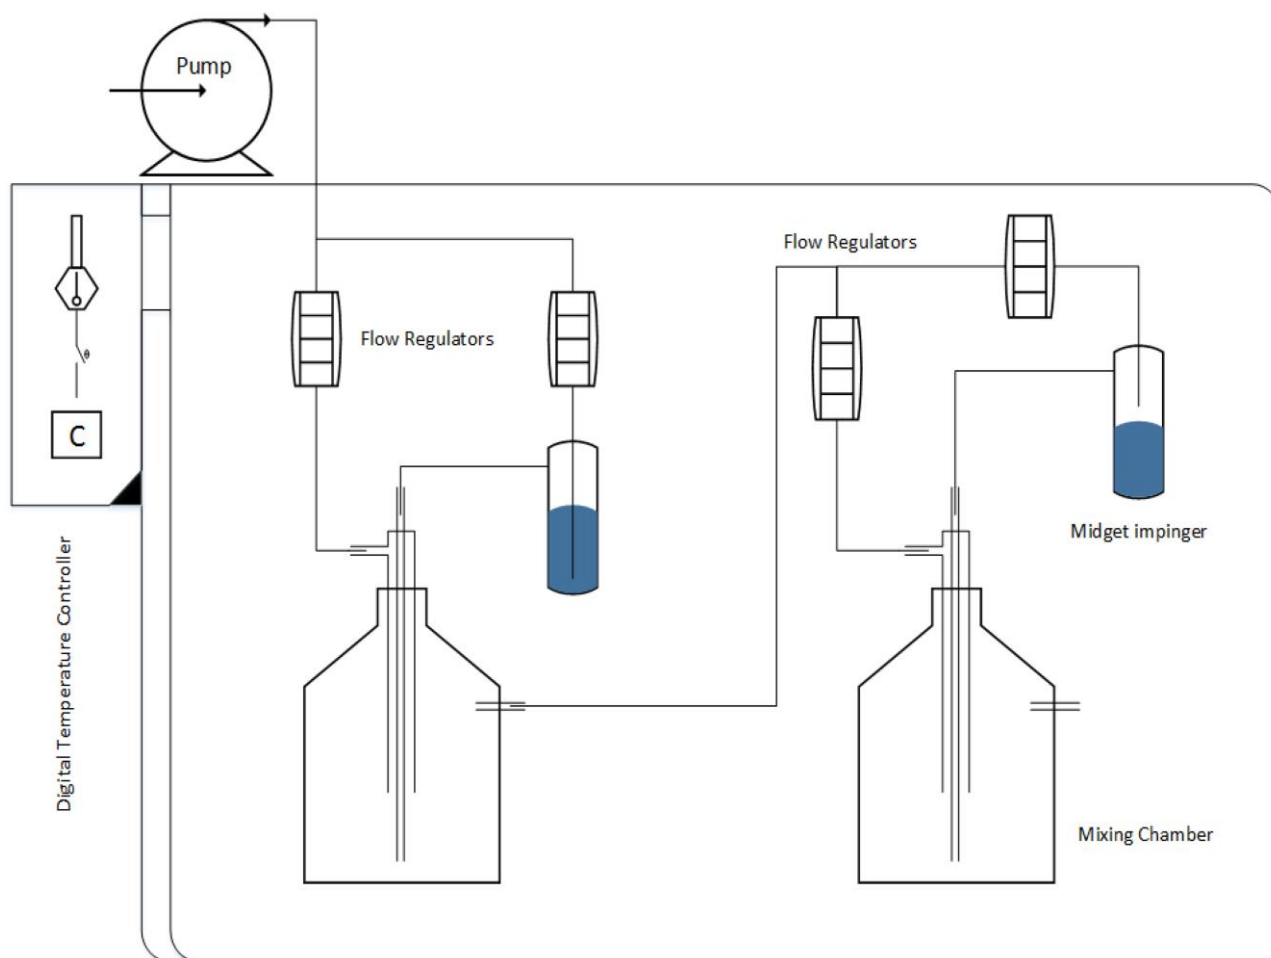 Pump
Flow Regulators
Flow Regulators
θ
C
Midget impinger
Digital Temperature Controller
Mixing Chamber